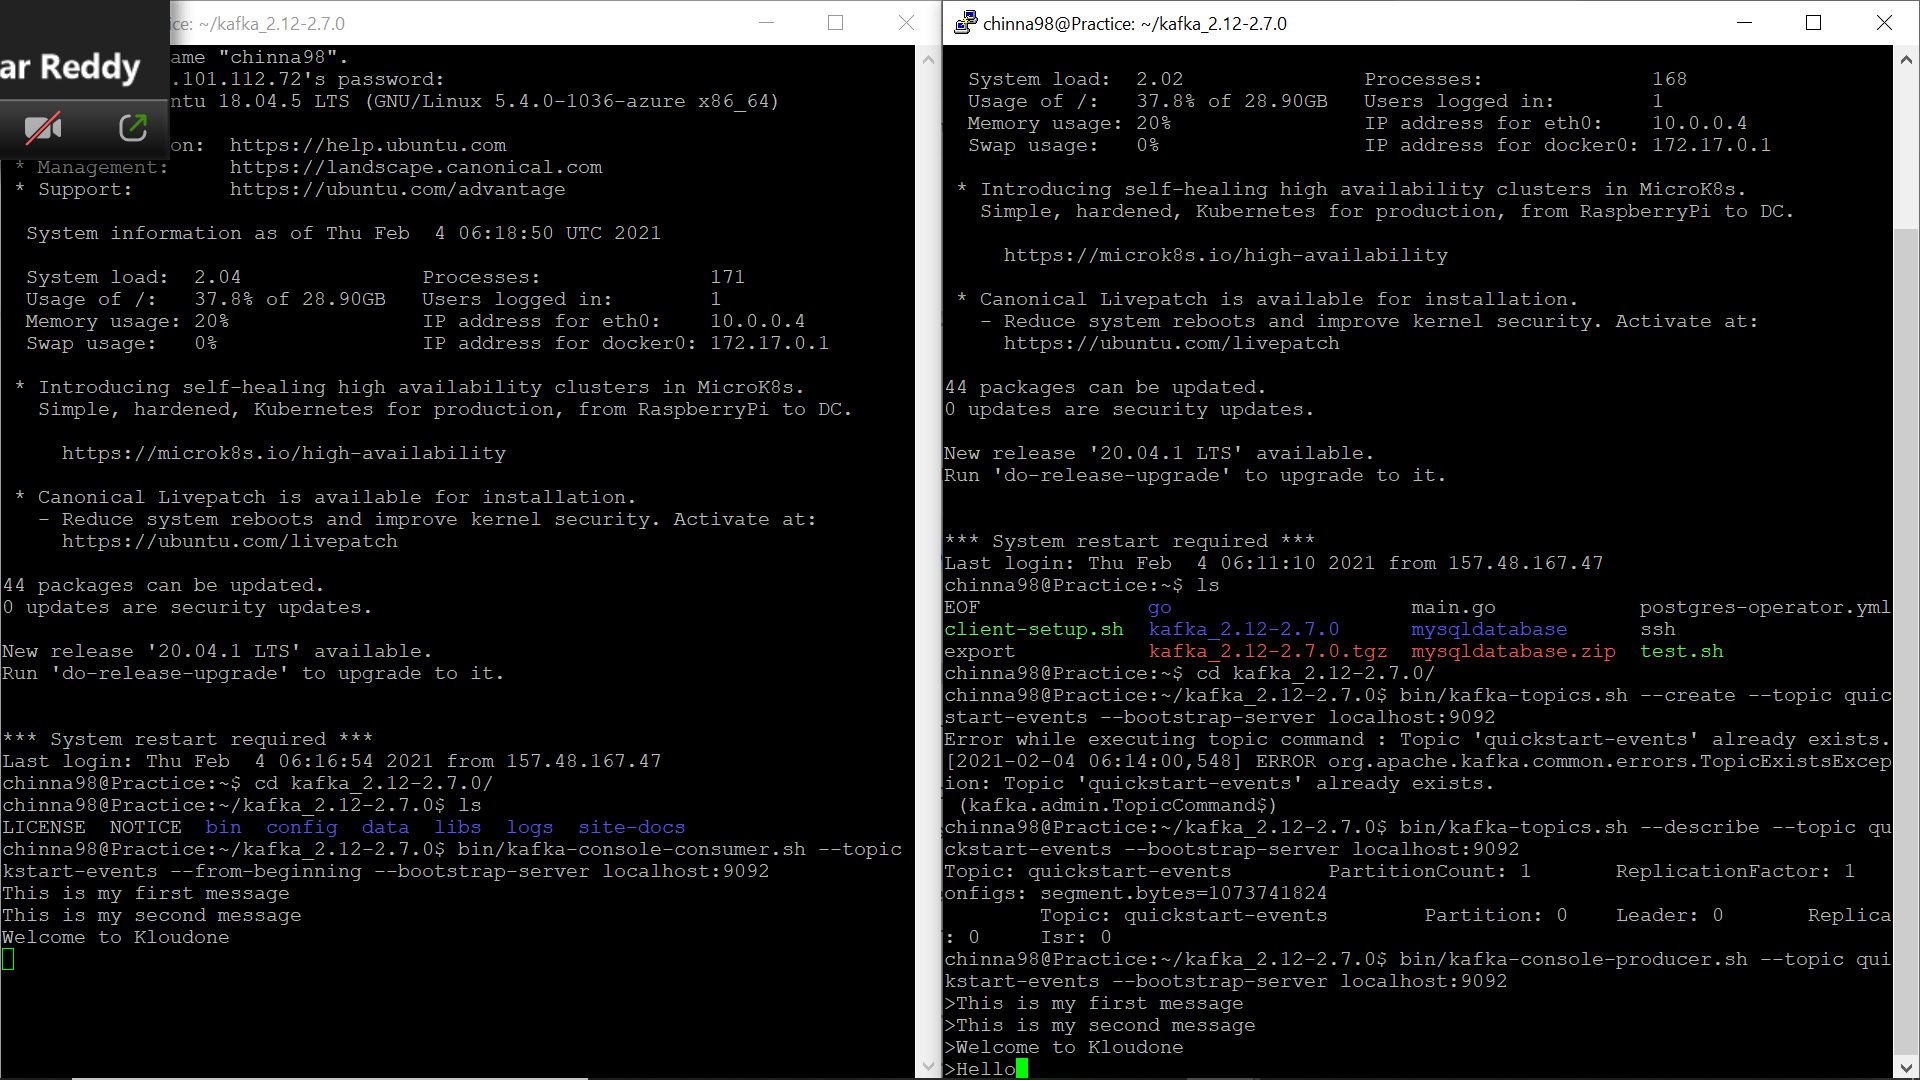 ice: ~/kafka_2.12-2.7.0
ar Reddy
ame "chinna98".
.101.112.72's password:
ntu 18.04.5 LTS (GNU/Linux 5.4.0-1036-azure x86_64)
on:  https://help.ubuntu.com
* Management:     https://landscape.canonical.com
* Support:        https://ubuntu.com/advantage
System information as of Thu Feb  4 06:18:50 UTC 2021
System load:  2.04               Processes:              171
Usage of /:   37.8% of 28.90GB   Users logged in:        1
Memory usage: 20%                IP address for eth0:    10.0.0.4
Swap usage:   0%                 IP address for docker0: 172.17.0.1
* Introducing self-healing high availability clusters in MicroK8s.
Simple, hardened, Kubernetes for production, from RaspberryPi to DC.
https://microk8s.io/high-availability
* Canonical Livepatch is available for installation.
- Reduce system reboots and improve kernel security. Activate at:
https://ubuntu.com/livepatch
44 packages can be updated.
0 updates are security updates.
New release '20.04.1 LTS' available.
Run 'do-release-upgrade' to upgrade to it.
*** System restart required ***
Last login: Thu Feb  4 06:16:54 2021 from 157.48.167.47
chinna98@Practice:~$ cd kafka_2.12-2.7.0/
chinna98@Practice:~/kafka_2.12-2.7.0$ ls
LICENSE  NOTICE  bin  config  data  libs  logs  site-docs
chinna98@Practice:~/kafka_2.12-2.7.0$ bin/kafka-console-consumer.sh --topic
kstart-events --from-beginning --bootstrap-server localhost:9092
This is my first message
This is my second message
Welcome to Kloudone
chinna98@Practice: ~/kafka_2.12-2.7.0
System load:  2.02               Processes:              168
Usage of /:   37.8% of 28.90GB   Users logged in:        1
Memory usage: 20%                IP address for eth0:    10.0.0.4
Swap usage:   0%                 IP address for docker0: 172.17.0.1
* Introducing self-healing high availability clusters in MicroK8s.
Simple, hardened, Kubernetes for production, from RaspberryPi to DC.
https://microk8s.io/high-availability
* Canonical Livepatch is available for installation.
- Reduce system reboots and improve kernel security. Activate at:
https://ubuntu.com/livepatch
44 packages can be updated.
0 updates are security updates.
New release '20.04.1 LTS' available.
Run 'do-release-upgrade' to upgrade to it.
*** System restart required ***
Last login: Thu Feb  4 06:11:10 2021 from 157.48.167.47
chinna98@Practice:~$ ls
EOF              go                    main.go            postgres-operator.yml
client-setup.sh  kafka_2.12-2.7.0      mysqldatabase      ssh
export           kafka_2.12-2.7.0.tgz  mysqldatabase.zip  test.sh
chinna98@Practice:~$ cd kafka_2.12-2.7.0/
chinna98@Practice:~/kafka_2.12-2.7.0$ bin/kafka-topics.sh --create --topic quic
start-events --bootstrap-server localhost:9092
Error while executing topic command : Topic 'quickstart-events' already exists.
[2021-02-04 06:14:00,548] ERROR org.apache.kafka.common.errors.TopicExistsExcep
ion: Topic 'quickstart-events' already exists.
(kafka.admin.TopicCommand$)
chinna98@Practice:~/kafka_2.12-2.7.0$ bin/kafka-topics.sh --describe --topic qu
ckstart-events --bootstrap-server localhost:9092
Topic: quickstart-events        PartitionCount: 1       ReplicationFactor: 1
onfigs: segment.bytes=1073741824
Topic: quickstart-events        Partition: 0    Leader: 0       Replica
: 0     Isr: 0
chinna98@Practice:~/kafka_2.12-2.7.0$ bin/kafka-console-producer.sh --topic qui
kstart-events --bootstrap-server localhost:9092
>This is my first message
>This is my second message
>Welcome to Kloudone
>Hello